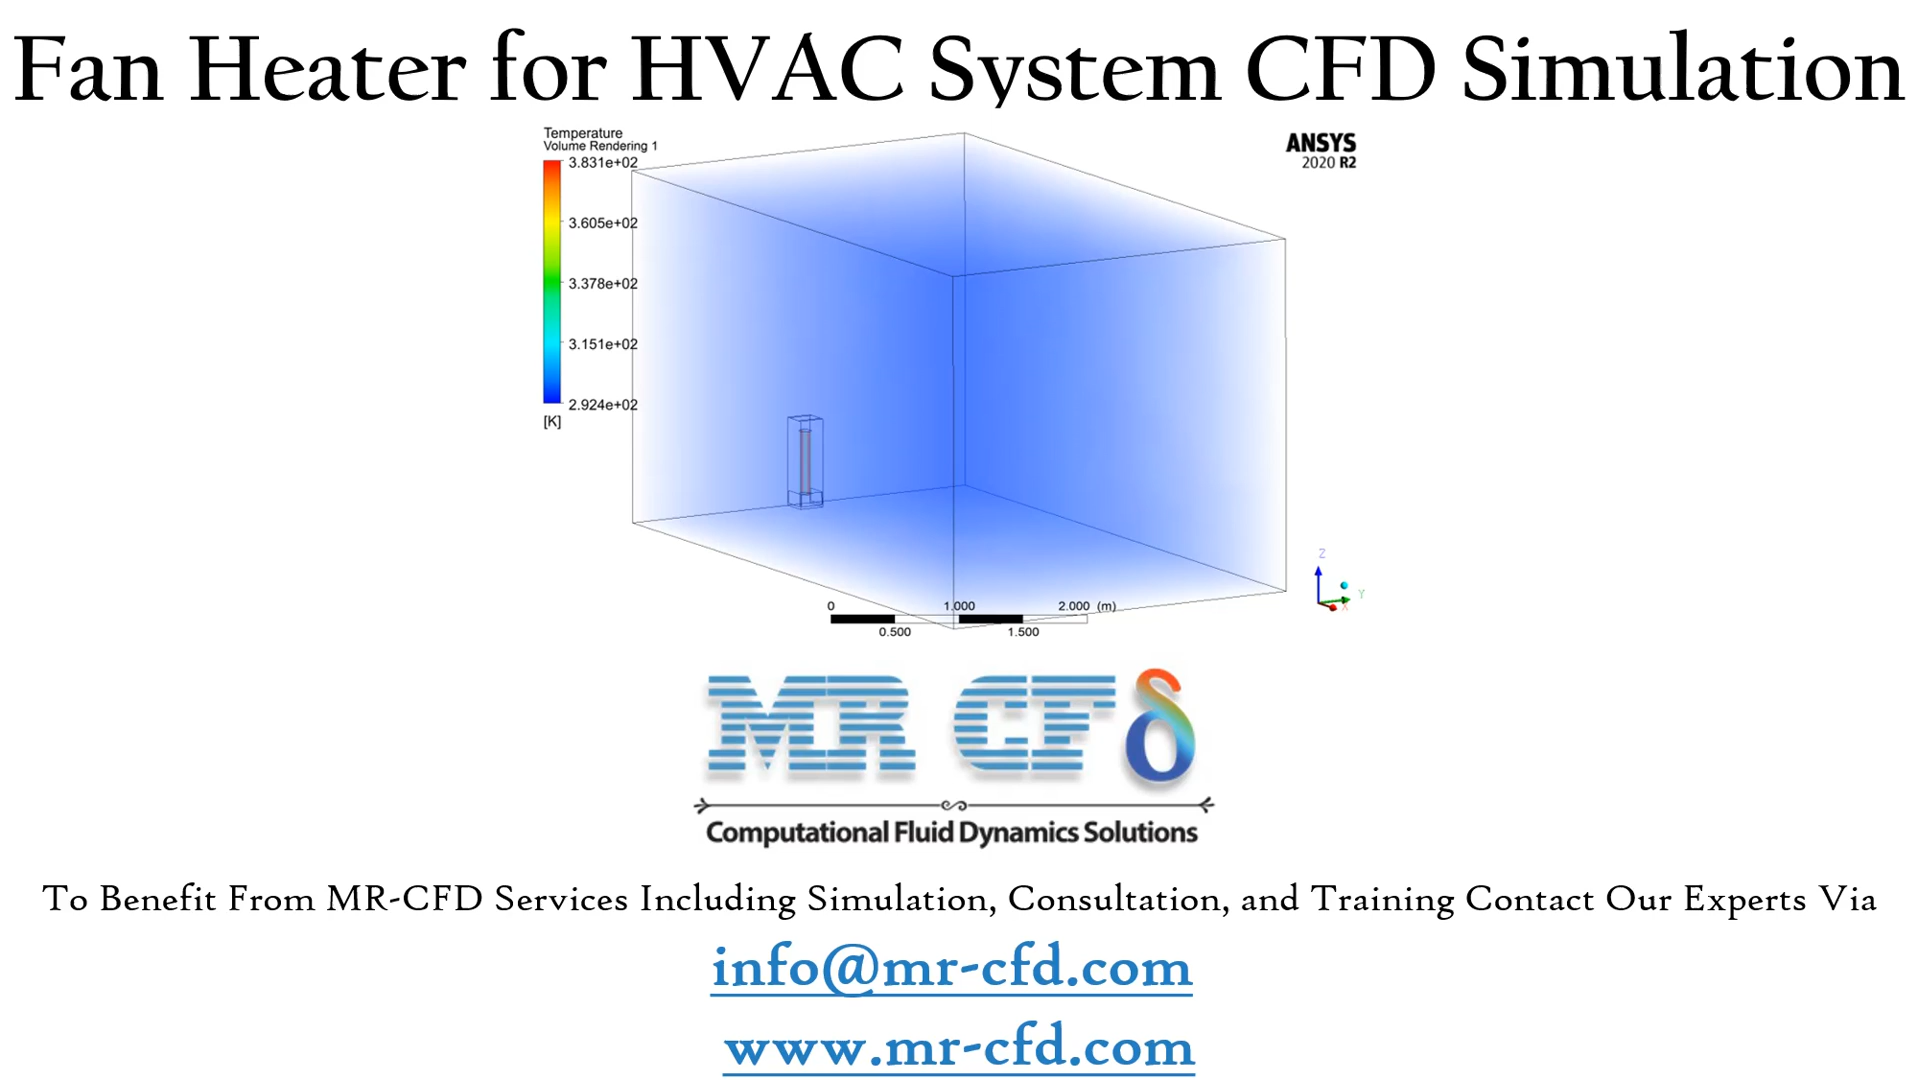 Fan Heater for HVAC System CFD Simulation
Temperature
Volume Rendering 1
3.831e+02
3.605e+02
3.378e+02
3.151e+02
2.924e+02
[K]
ANSYS
2020 R2
Z
Y
X
0 1.000 2.000 (m)
0.500 1.500
MR CFδ
Computational Fluid Dynamics Solutions
To Benefit From MR-CFD Services Including Simulation, Consultation, and Training Contact Our Experts Via
info@mr-cfd.com
www.mr-cfd.com